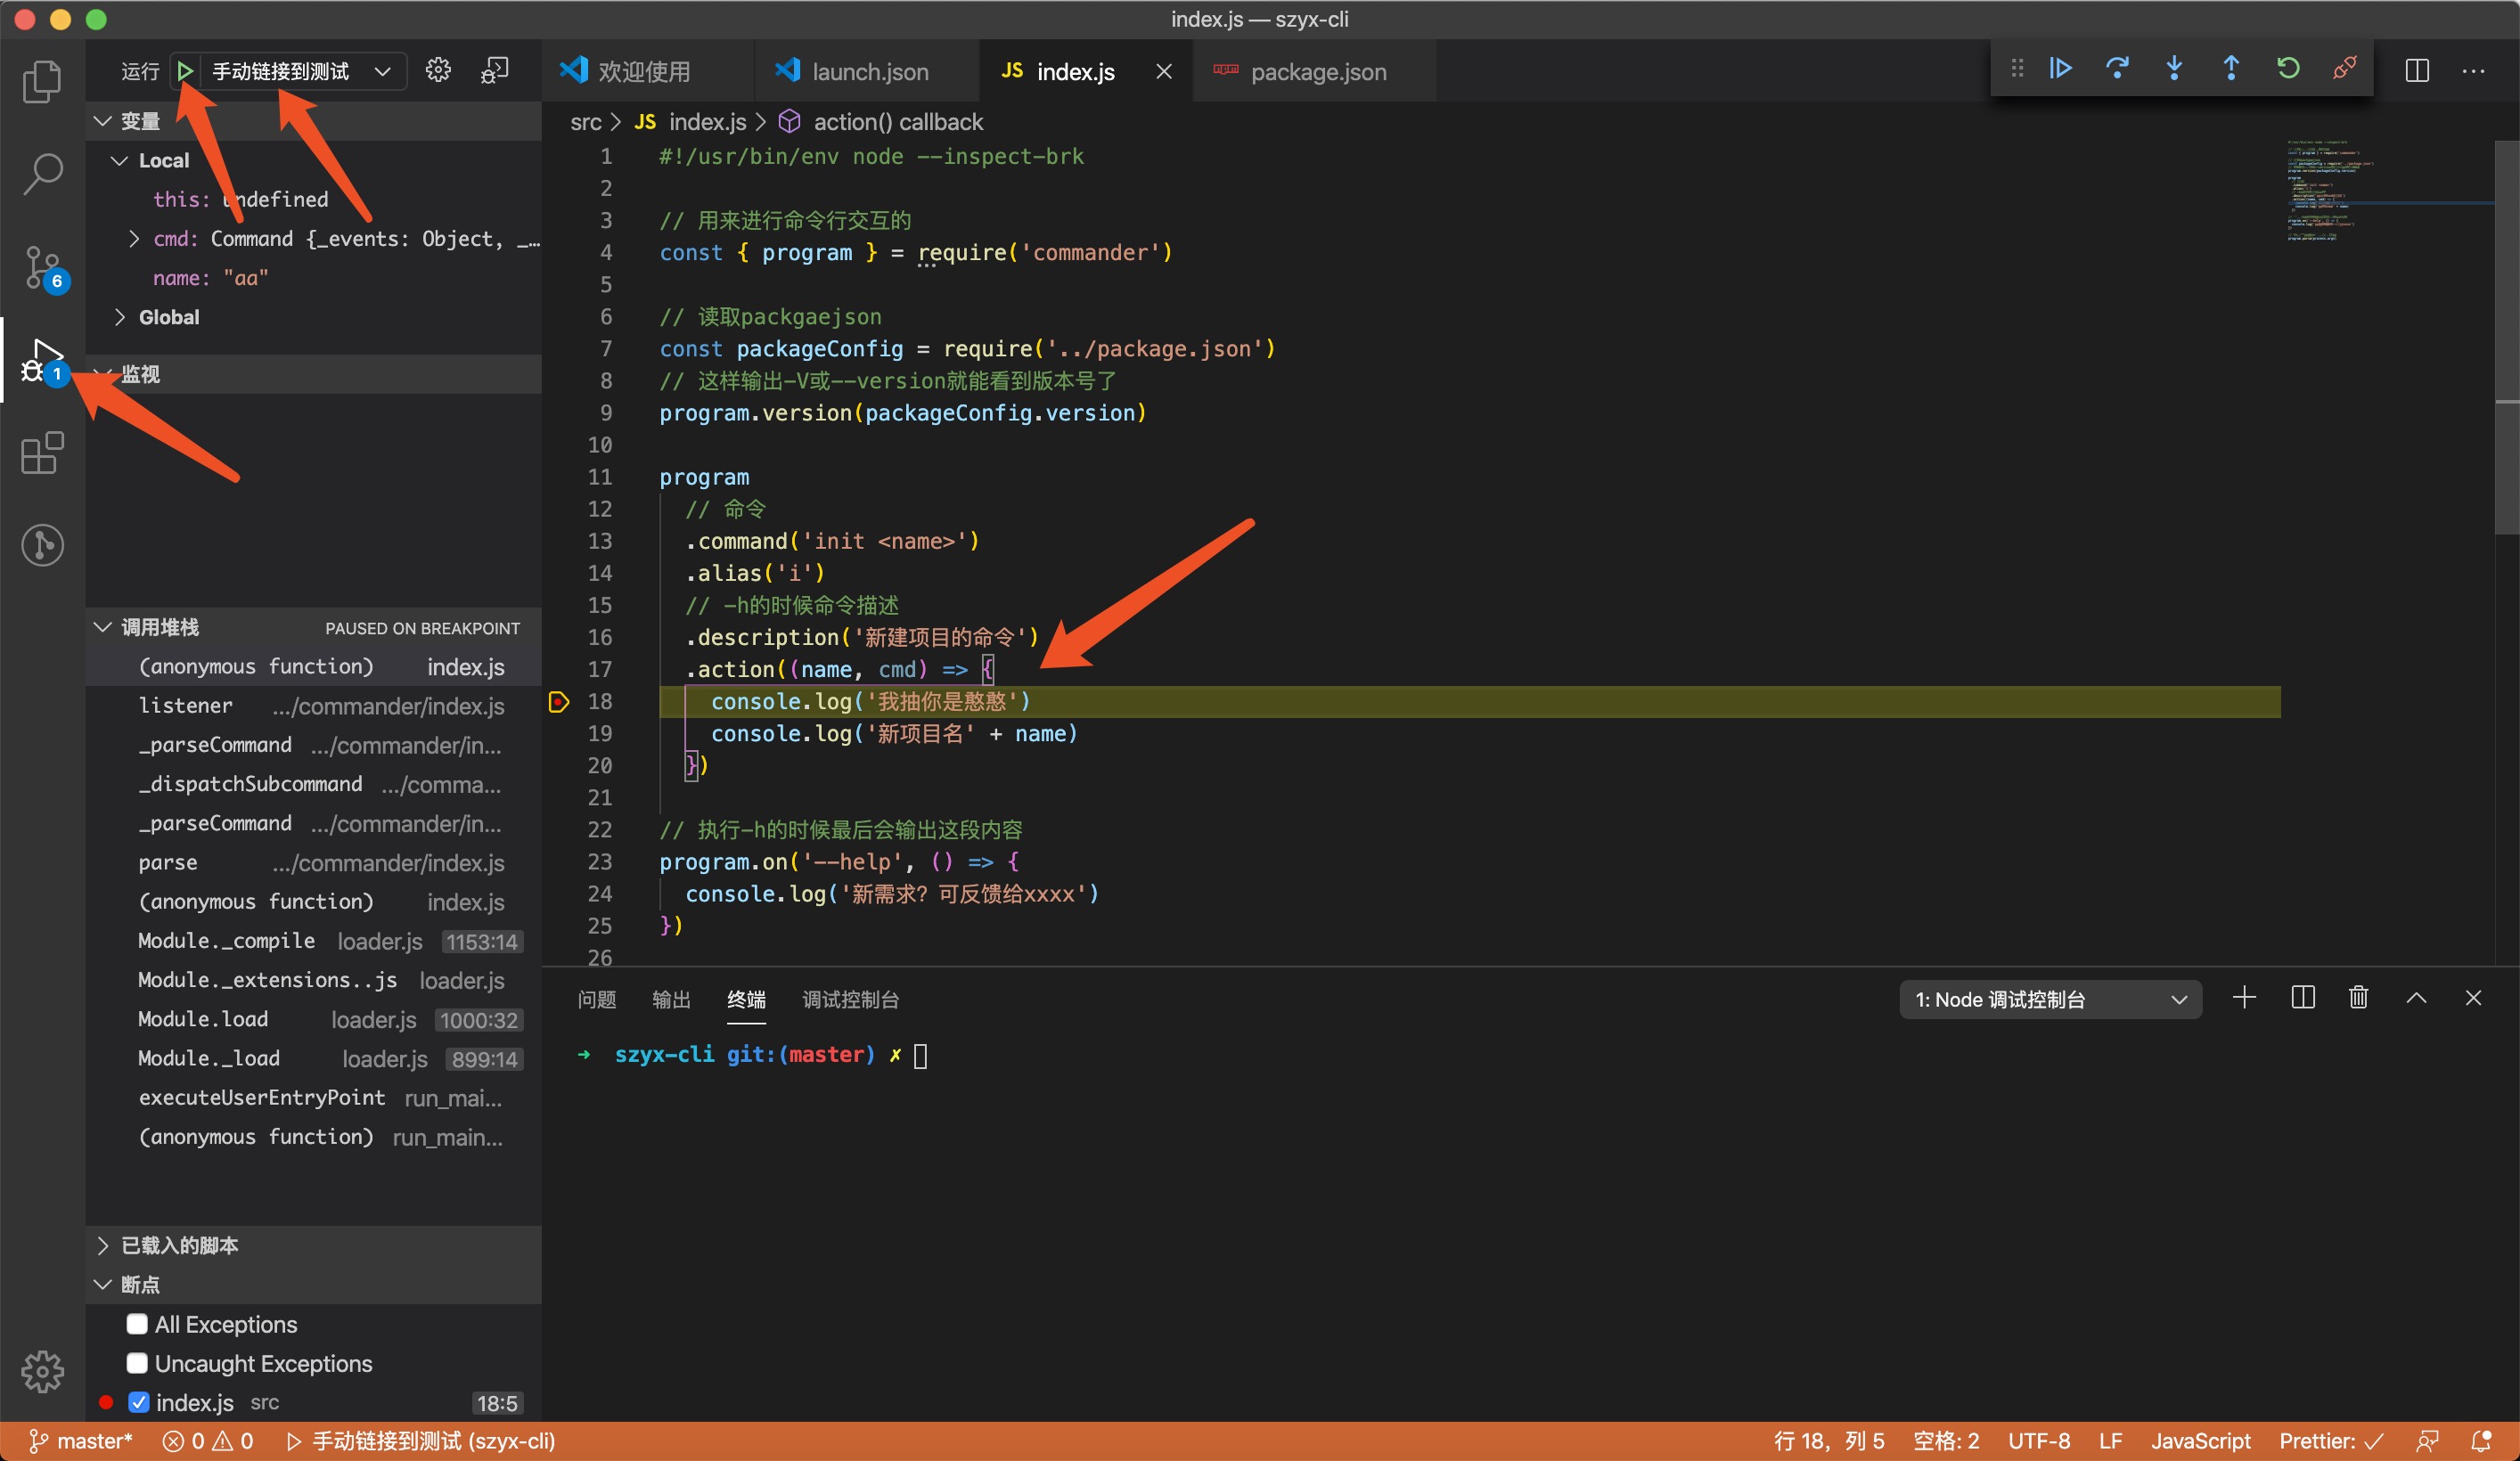 index.js — szyx-cli
运行 手动链接到测试
欢迎使用 launch.json JS index.js package.json
变量
Local
this: undefined
cmd: Command {_events: Object, _…
name: "aa"
Global
监视
调用堆栈 PAUSED ON BREAKPOINT
(anonymous function) index.js
listener .../commander/index.js
_parseCommand .../commander/in...
_dispatchSubcommand .../comma...
_parseCommand .../commander/in...
parse .../commander/index.js
(anonymous function) index.js
Module._compile loader.js 1153:14
Module._extensions..js loader.js
Module.load loader.js 1000:32
Module._load loader.js 899:14
executeUserEntryPoint run_mai...
(anonymous function) run_main...
已载入的脚本
断点
All Exceptions
Uncaught Exceptions
index.js src 18:5
6
1
src > JS index.js > action() callback
1 #!/usr/bin/env node --inspect-brk
2
3 // 用来进行命令行交互的
4 const { program } = require('commander')
5
6 // 读取packgaejson
7 const packageConfig = require('../package.json')
8 // 这样输出-V或--version就能看到版本号了
9 program.version(packageConfig.version)
10
11 program
12 // 命令
13 .command('init <name>')
14 .alias('i')
15 // -h的时候命令描述
16 .description('新建项目的命令')
17 .action((name, cmd) => {
18 console.log('我抽你是憨憨')
19 console.log('新项目名' + name)
20 })
21
22 // 执行-h的时候最后会输出这段内容
23 program.on('--help', () => {
24 console.log('新需求？可反馈给xxxx')
25 })
26
问题 输出 终端 调试控制台 1: Node 调试控制台
➜ szyx-cli git:(master) ✗
master* 0 0 手动链接到测试 (szyx-cli) 行 18，列 5 空格: 2 UTF-8 LF JavaScript Prettier: ✓